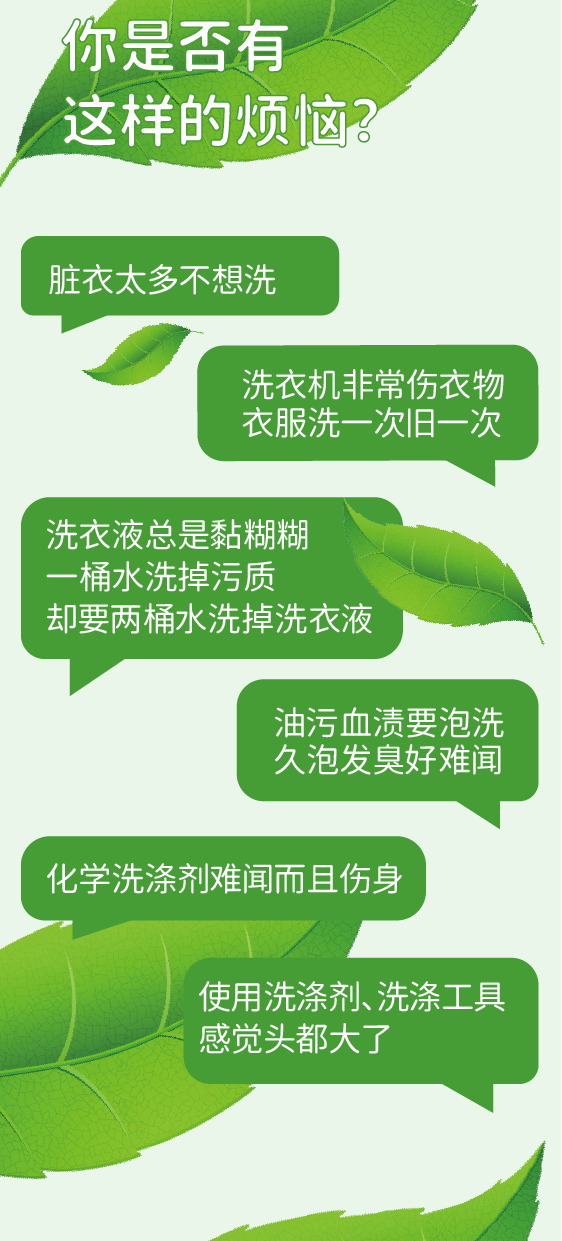 你是否有
这样的烦恼？
脏衣太多不想洗
洗衣机非常伤衣物
衣服洗一次旧一次
洗衣液总是黏糊糊
一桶水洗掉污质
却要两桶水洗掉洗衣液
油污血渍要泡洗
久泡发臭好难闻
化学洗涤剂难闻而且伤身
使用洗涤剂、洗涤工具
感觉头都大了